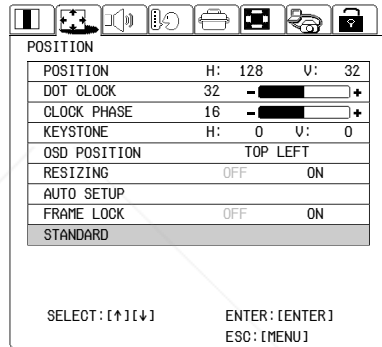 POSITION
POSITION H: 128 V: 32
DOT CLOCK 32 - +
CLOCK PHASE 16 - +
KEYSTONE H: 0 V: 0
OSD POSITION TOP LEFT
RESIZING OFF ON
AUTO SETUP
FRAME LOCK OFF ON
STANDARD
SELECT:[↑][↓] ENTER:[ENTER]
ESC:[MENU]